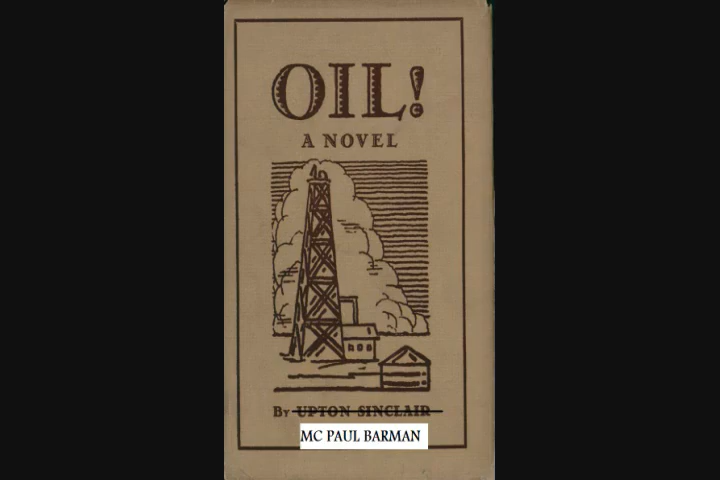 OIL!
A NOVEL
BY UPTON SINCLAIR
MC PAUL BARMAN